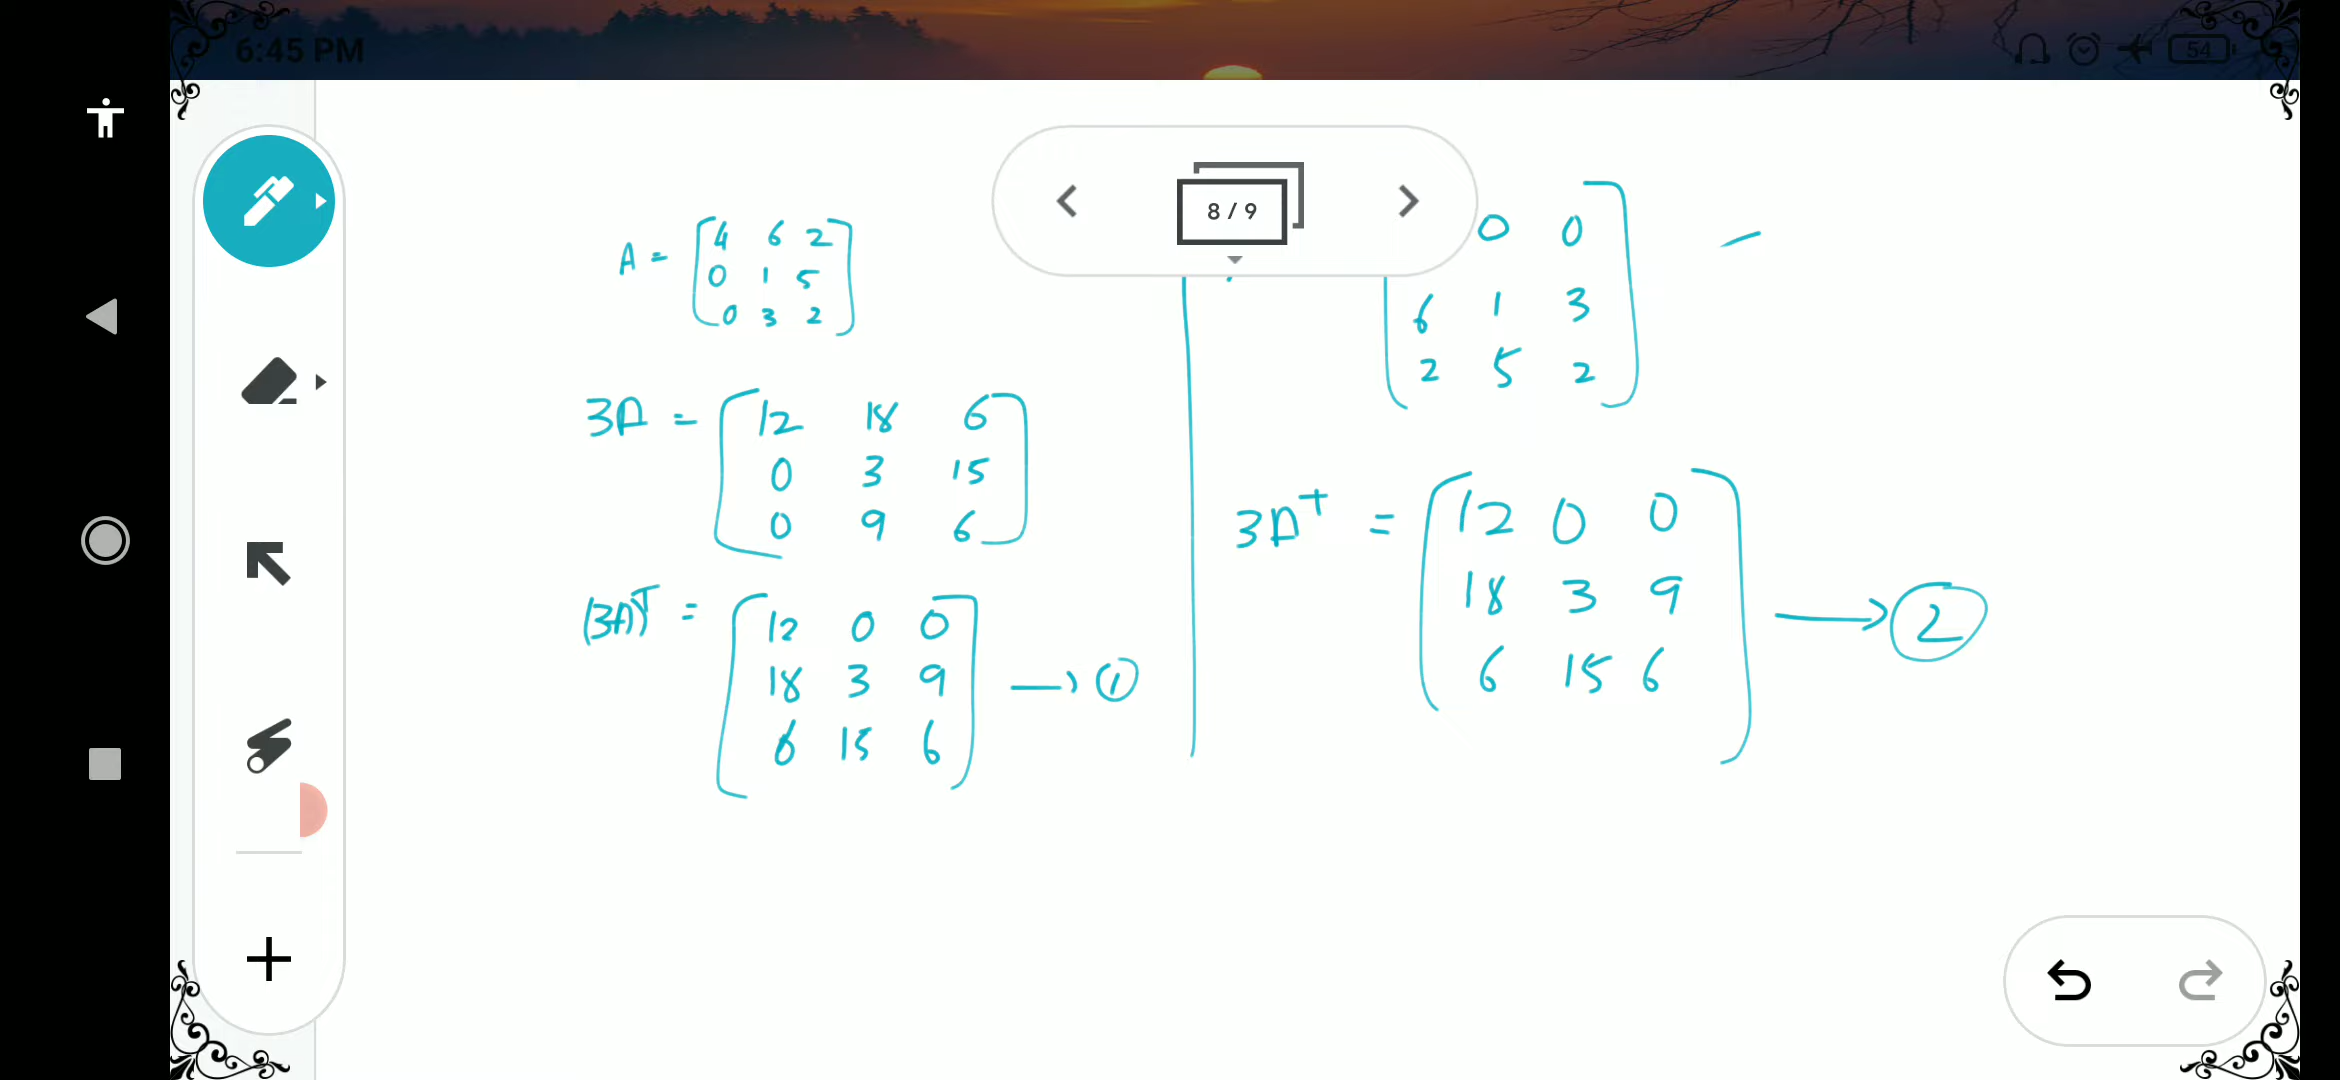 6:45 PM
54
8 / 9
A = [4 6 2
0 1 5
0 3 2]
3A = [12 18 6
0 3 15
0 9 6]
(3A)ᵀ = [12 0 0
18 3 9
6 15 6] → ①
0 0
6 1 3
2 5 2] –
3Aᵀ = [12 0 0
18 3 9
6 15 6] → ②